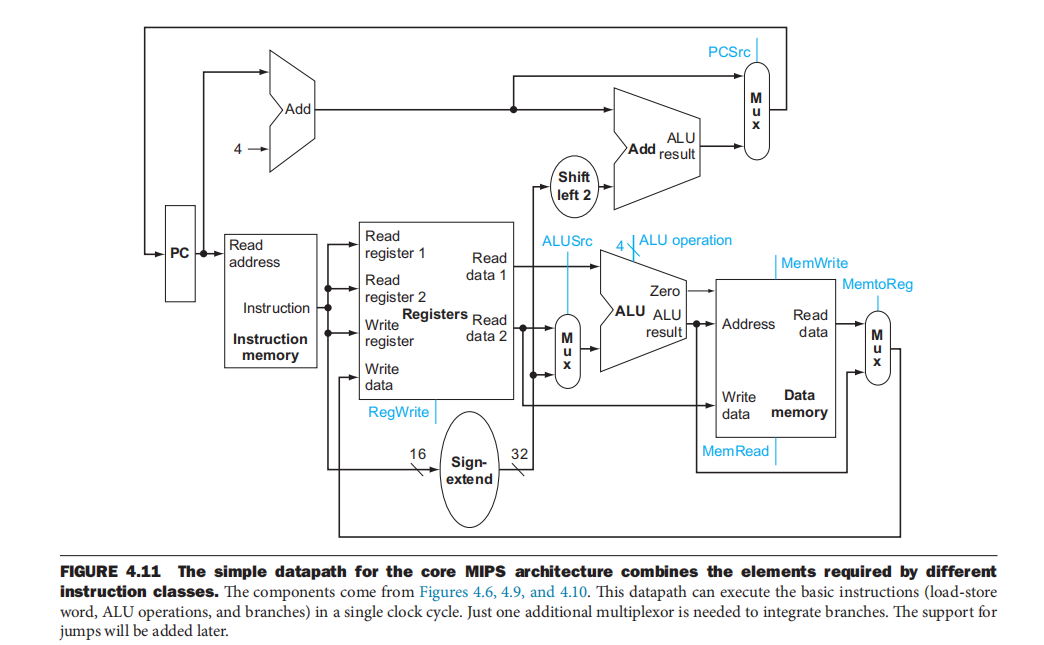 PCSrc
M
u
x
Add
4
Add
ALU
result
Shift
left 2
PC
Read
address
Instruction
Instruction
memory
Read
register 1
Read
register 2
Write
register
Write
data
Registers
Read
data 1
Read
data 2
RegWrite
16
Sign-
extend
32
ALUSrc
M
u
x
4
ALU operation
Zero
ALU
ALU
result
MemWrite
Address
Read
data
Write
data
Data
memory
MemRead
MemtoReg
M
u
x
FIGURE 4.11 The simple datapath for the core MIPS architecture combines the elements required by different
instruction classes. The components come from Figures 4.6, 4.9, and 4.10. This datapath can execute the basic instructions (load-store
word, ALU operations, and branches) in a single clock cycle. Just one additional multiplexor is needed to integrate branches. The support for
jumps will be added later.